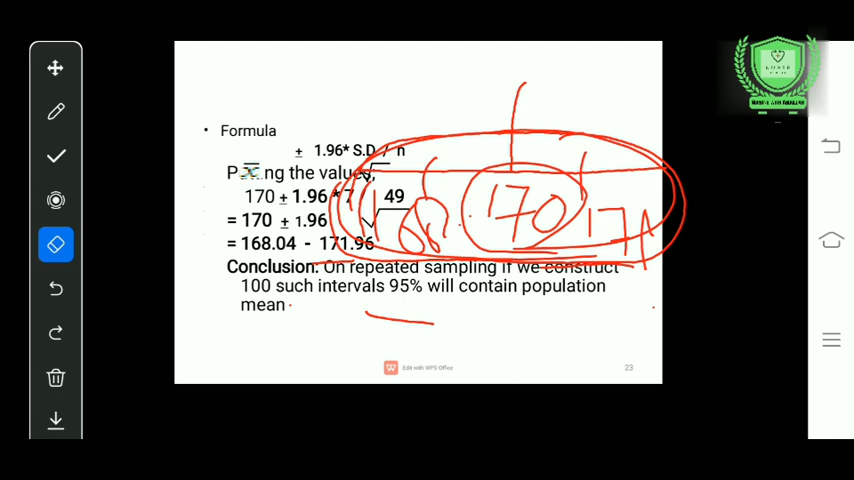 • Formula
± 1.96* S.D / √n
P x̅ ng the values,
170 ± 1.96 * 7 √49
= 170 ± 1.96
= 168.04 - 171.96
168 170 171
Conclusion: On repeated sampling if we construct
100 such intervals 95% will contain population
mean
Edit with WPS Office
23